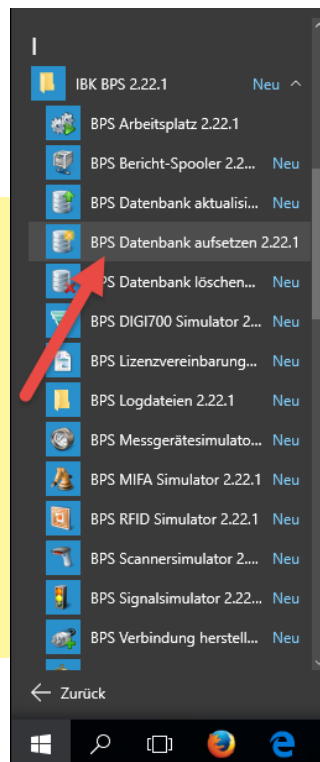 I
IBK BPS 2.22.1 Neu
BPS Arbeitsplatz 2.22.1
BPS Bericht-Spooler 2.2... Neu
BPS Datenbank aktualisi... Neu
BPS Datenbank aufsetzen 2.22.1
BPS Datenbank löschen... Neu
BPS DIGI700 Simulator 2... Neu
BPS Lizenzvereinbarung... Neu
BPS Logdateien 2.22.1 Neu
BPS Messgerätesimulato... Neu
BPS MIFA Simulator 2.22.1 Neu
BPS RFID Simulator 2.22.1 Neu
BPS Scannersimulator 2.... Neu
BPS Signalsimulator 2.22... Neu
BPS Verbindung herstell... Neu
Zurück